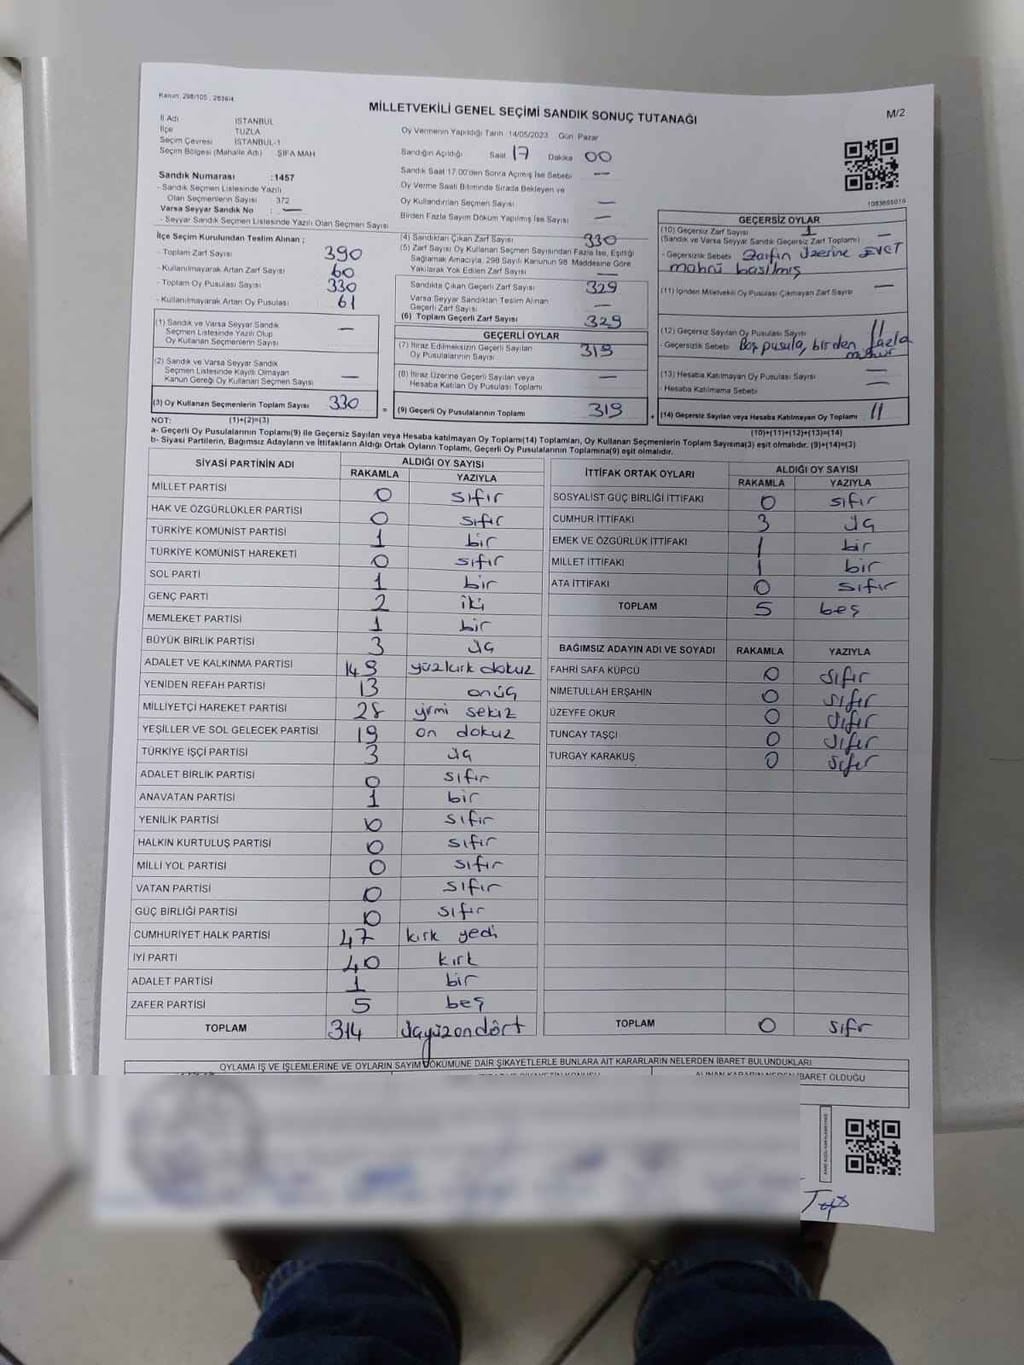 Kanun: 298/105 , 2839/4
MİLLETVEKİLİ GENEL SEÇİMİ SANDIK SONUÇ TUTANAĞI
M/2
İl Adı İSTANBUL
İlçe TUZLA
Seçim Çevresi İSTANBUL-1
Seçim Bölgesi (Mahalle Adı) ŞİFA MAH
Sandık Numarası :1457
- Sandık Seçmen Listesinde Yazılı
Olan Seçmenlerin Sayısı 372
Varsa Seyyar Sandık No : —
- Seyyar Sandık Seçmen Listesinde Yazılı Olan Seçmen Sayısı
Oy Vermenin Yapıldığı Tarih 14/05/2023 Gün Pazar
Sandığın Açıldığı Saat 17 Dakika 00
Sandık Saat 17.00'den Sonra Açılmış İse Sebebi —
Oy Verme Saati Bitiminde Sırada Bekleyen ve
Oy Kullandırılan Seçmen Sayısı —
Birden Fazla Sayım Döküm Yapılmış İse Sayısı —
İlçe Seçim Kurulundan Teslim Alınan ;
- Toplam Zarf Sayısı 390
- Kullanılmayarak Artan Zarf Sayısı 60
- Toplam Oy Pusulası Sayısı 330
- Kullanılmayarak Artan Oy Pusulası 61
(1) Sandık ve Varsa Seyyar Sandık
Seçmen Listesinde Yazılı Olup
Oy Kullanan Seçmenlerin Sayısı —
(2) Sandık ve Varsa Seyyar Sandık
Seçmen Listesinde Kayıtlı Olmayan
Kanun Gereği Oy Kullanan Seçmen Sayısı —
(3) Oy Kullanan Seçmenlerin Toplam Sayısı 330
(4) Sandıktan Çıkan Zarf Sayısı 330
(5) Zarf Sayısı Oy Kullanan Seçmen Sayısından Fazla İse, Eşitliği
Sağlamak Amacıyla, 298 Sayılı Kanunun 98 Maddesine Göre
Yakılarak Yok Edilen Zarf Sayısı —
Sandıkta Çıkan Geçerli Zarf Sayısı 329
Varsa Seyyar Sandıktan Teslim Alınan
Geçerli Zarf Sayısı —
(6) Toplam Geçerli Zarf Sayısı 329
GEÇERLİ OYLAR
(7) İtiraz Edilmeksizin Geçerli Sayılan
Oy Pusulalarının Sayısı 319
(8) İtiraz Üzerine Geçerli Sayılan veya
Hesaba Katılan Oy Pusulası Toplamı —
(9) Geçerli Oy Pusulalarının Toplamı 319
GEÇERSİZ OYLAR
(10) Geçersiz Zarf Sayısı 1
(Sandık ve Varsa Seyyar Sandık Geçersiz Zarf Toplamı) —
- Geçersizlik Sebebi Zarfın üzerine EVET
mührü basılmış
(11) İçinden Milletvekili Oy Pusulası Çıkmayan Zarf Sayısı —
(12) Geçersiz Sayılan Oy Pusulası Sayısı 11
- Geçersizlik Sebebi Boş pusula, birden fazla
mühür
(13) Hesaba Katılmayan Oy Pusulası Sayısı —
- Hesaba Katılmama Sebebi —
(14) Geçersiz Sayılan veya Hesaba Katılmayan Oy Toplamı 11
NOT: (1)+(2)=(3)
(10)+(11)+(12)+(13)=(14)
a- Geçerli Oy Pusulalarının Toplamı(9) ile Geçersiz Sayılan veya Hesaba katılmayan Oy Toplamı(14) Toplamları, Oy Kullanan Seçmenlerin Toplam Sayısına(3) eşit olmalıdır. (9)+(14)=(3)
b- Siyasi Partilerin, Bağımsız Adayların ve İttifakların Aldığı Ortak Oyların Toplamı, Geçerli Oy Pusulalarının Toplamına(9) eşit olmalıdır.
SİYASİ PARTİNİN ADI ALDIĞI OY SAYISI
RAKAMLA YAZIYLA
MİLLET PARTİSİ 0 sıfır
HAK VE ÖZGÜRLÜKLER PARTİSİ 0 sıfır
TÜRKİYE KOMÜNİST PARTİSİ 1 bir
TÜRKİYE KOMÜNİST HAREKETİ 0 sıfır
SOL PARTİ 1 bir
GENÇ PARTİ 2 iki
MEMLEKET PARTİSİ 1 bir
BÜYÜK BİRLİK PARTİSİ 3 üç
ADALET VE KALKINMA PARTİSİ 149 yüzkırk dokuz
YENİDEN REFAH PARTİSİ 13 onüç
MİLLİYETÇİ HAREKET PARTİSİ 28 yirmi sekiz
YEŞİLLER VE SOL GELECEK PARTİSİ 19 on dokuz
TÜRKİYE İŞÇİ PARTİSİ 3 üç
ADALET BİRLİK PARTİSİ 0 sıfır
ANAVATAN PARTİSİ 1 bir
YENİLİK PARTİSİ 0 sıfır
HALKIN KURTULUŞ PARTİSİ 0 sıfır
MİLLİ YOL PARTİSİ 0 sıfır
VATAN PARTİSİ 0 sıfır
GÜÇ BİRLİĞİ PARTİSİ 0 sıfır
CUMHURİYET HALK PARTİSİ 47 kırk yedi
İYİ PARTİ 40 kırk
ADALET PARTİSİ 1 bir
ZAFER PARTİSİ 5 beş
TOPLAM 314 üçyüzondört
İTTİFAK ORTAK OYLARI ALDIĞI OY SAYISI
RAKAMLA YAZIYLA
SOSYALİST GÜÇ BİRLİĞİ İTTİFAKI 0 sıfır
CUMHUR İTTİFAKI 3 üç
EMEK VE ÖZGÜRLÜK İTTİFAKI 1 bir
MİLLET İTTİFAKI 1 bir
ATA İTTİFAKI 0 sıfır
TOPLAM 5 beş
BAĞIMSIZ ADAYIN ADI VE SOYADI RAKAMLA YAZIYLA
FAHRİ SAFA KÜPCÜ 0 sıfır
NİMETULLAH ERŞAHİN 0 sıfır
ÜZEYFE OKUR 0 sıfır
TUNCAY TAŞÇI 0 sıfır
TURGAY KARAKUŞ 0 sıfır
TOPLAM 0 sıfır
OYLAMA İŞ VE İŞLEMLERİNE VE OYLARIN SAYIM DÖKÜMÜNE DAİR ŞİKAYETLERLE BUNLARA AİT KARARLARIN NELERDEN İBARET BULUNDUKLARI